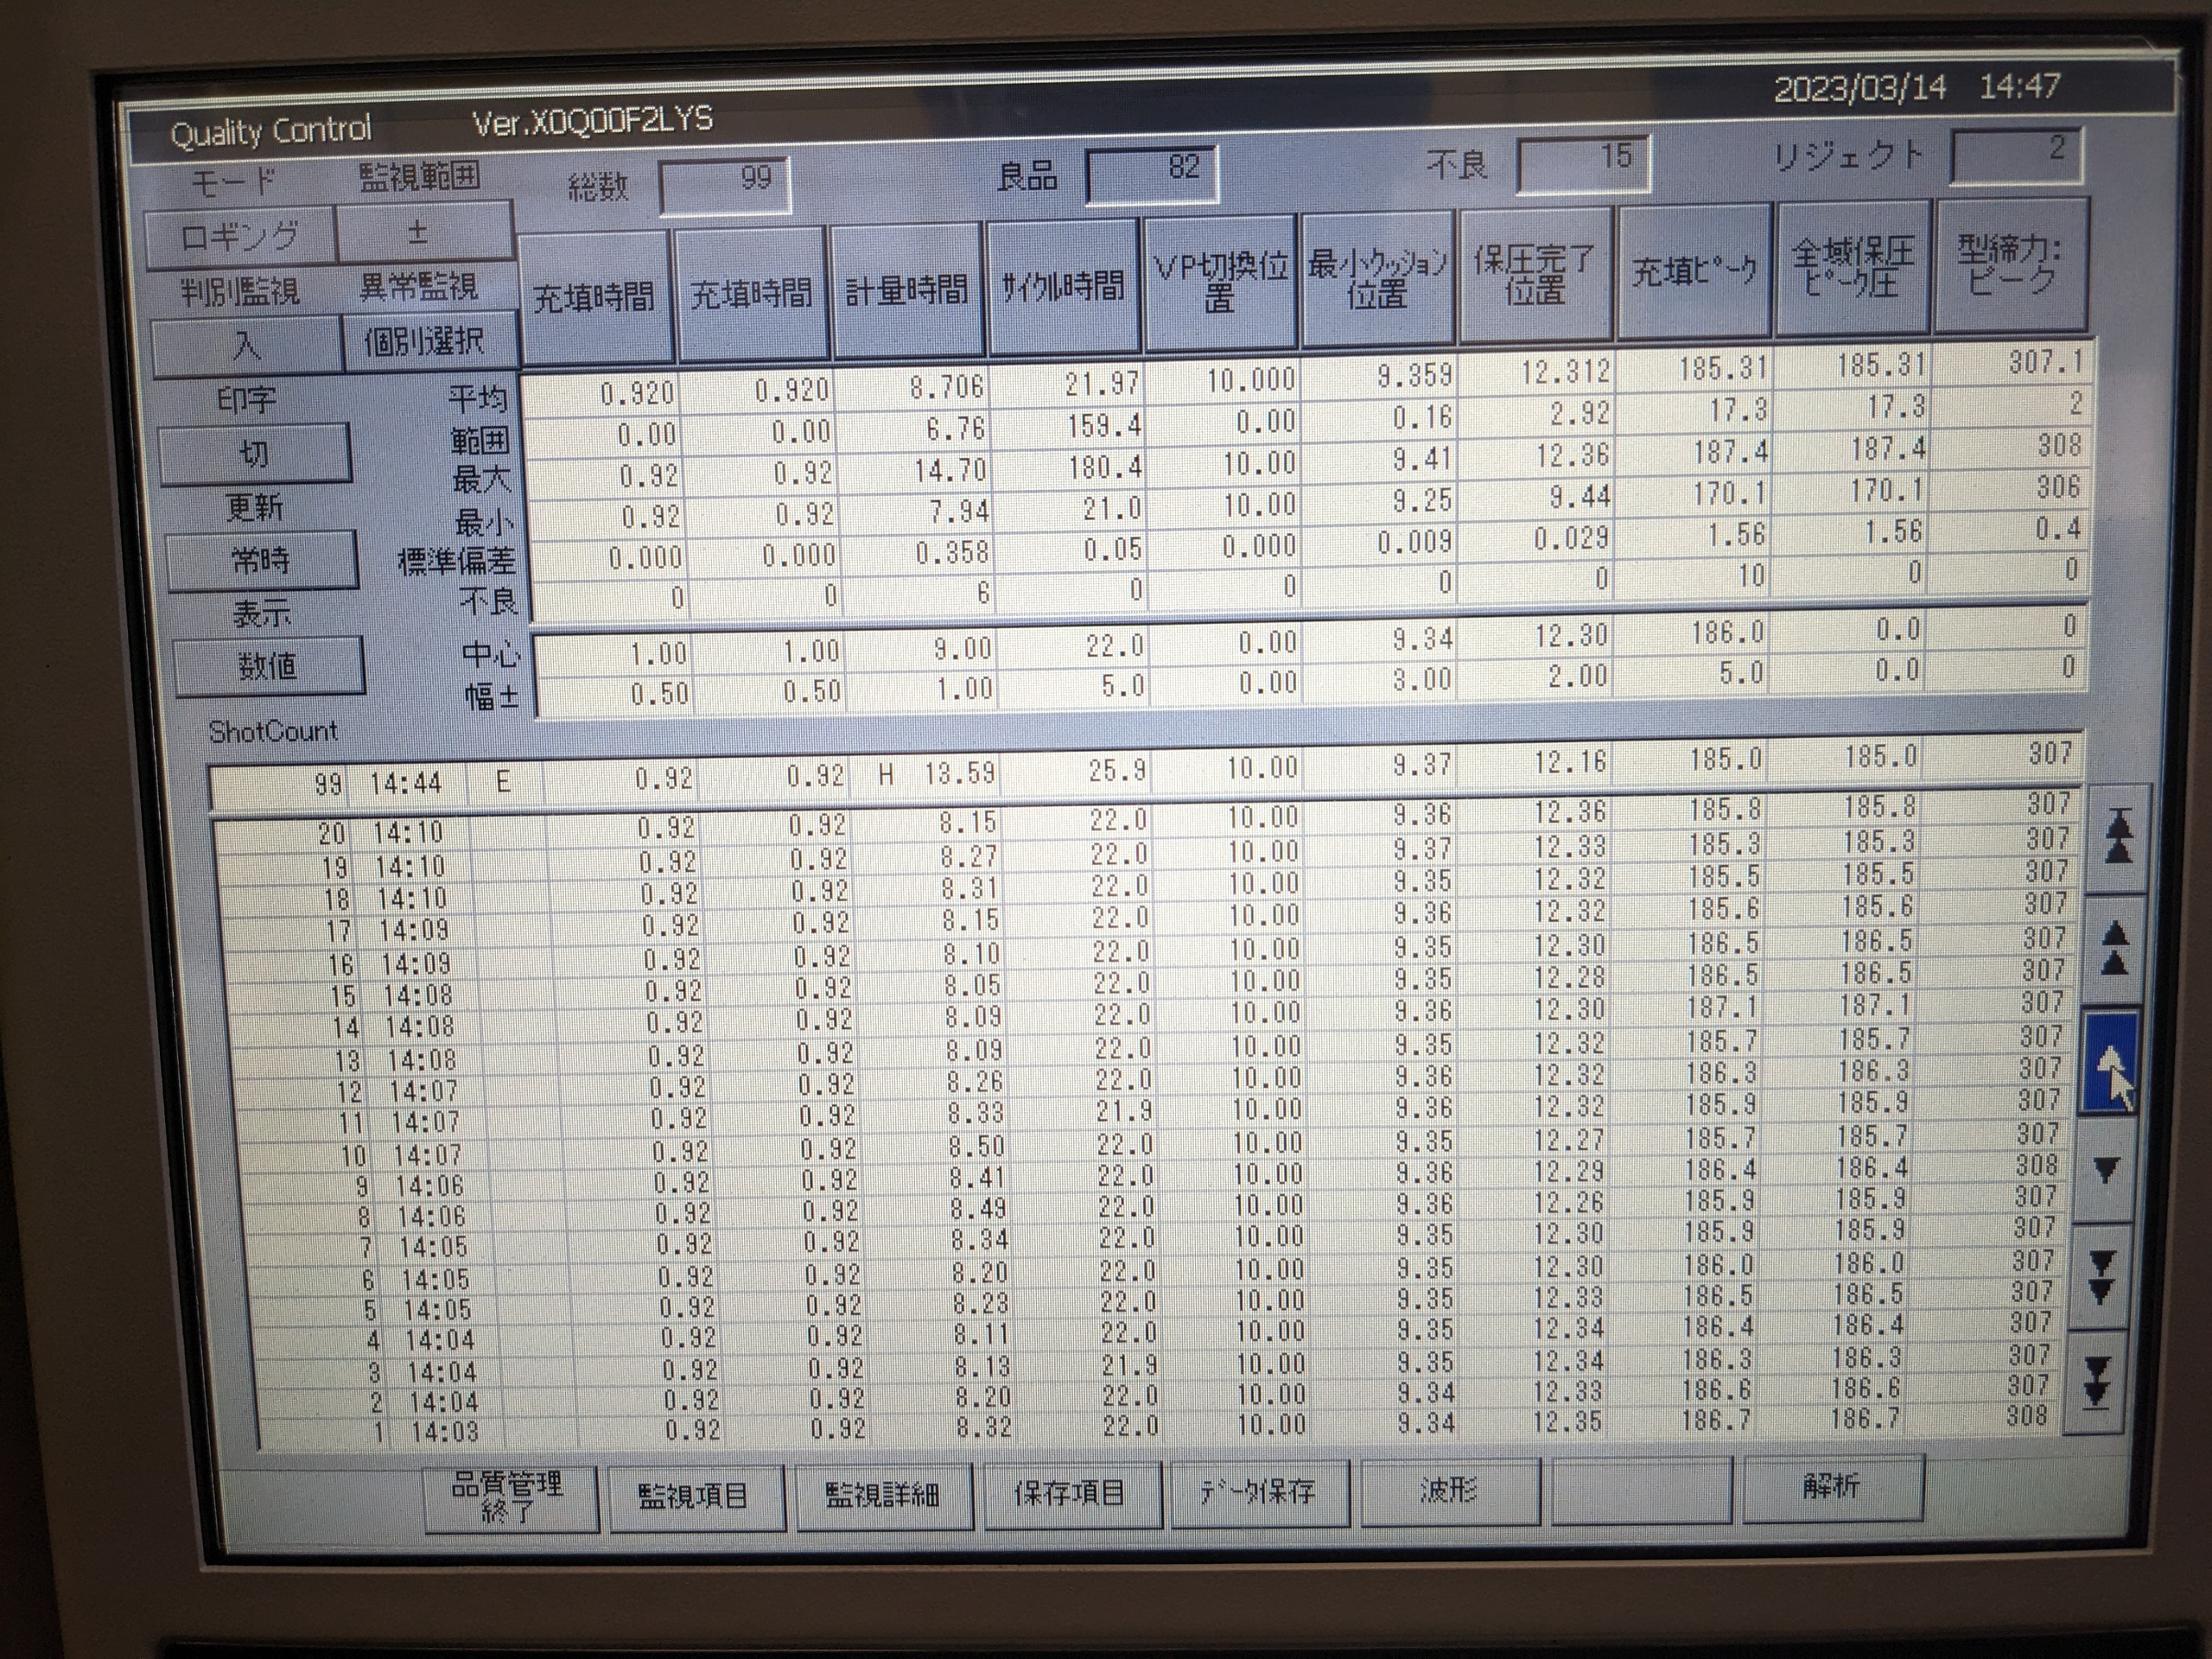 Quality Control Ver.X0Q00F2LYS 2023/03/14 14:47
モード 監視範囲 総数 99 良品 82 不良 15 リジェクト 2
ロギング ±
判別監視 異常監視
入 個別選択
充填時間 充填時間 計量時間 ｻｲｸﾙ時間 VP切換位置 最小ｸｯｼｮﾝ位置 保圧完了位置 充填ﾋﾟｰｸ 全域保圧ﾋﾟｰｸ圧 型締力:ピーク
印字
切
更新
常時
表示
数値
平均 0.920 0.920 8.706 21.97 10.000 9.359 12.312 185.31 185.31 307.1
範囲 0.00 0.00 6.76 159.4 0.00 0.16 2.92 17.3 17.3 2
最大 0.92 0.92 14.70 180.4 10.00 9.41 12.36 187.4 187.4 308
最小 0.92 0.92 7.94 21.0 10.00 9.25 9.44 170.1 170.1 306
標準偏差 0.000 0.000 0.358 0.05 0.000 0.009 0.029 1.56 1.56 0.4
不良 0 0 6 0 0 0 0 10 0 0
中心 1.00 1.00 9.00 22.0 0.00 9.34 12.30 186.0 0.0 0
幅± 0.50 0.50 1.00 5.0 0.00 3.00 2.00 5.0 0.0 0
ShotCount
99 14:44 E 0.92 0.92 H 13.59 25.9 10.00 9.37 12.16 185.0 185.0 307
20 14:10 0.92 0.92 8.15 22.0 10.00 9.36 12.36 185.8 185.8 307
19 14:10 0.92 0.92 8.27 22.0 10.00 9.37 12.33 185.3 185.3 307
18 14:10 0.92 0.92 8.31 22.0 10.00 9.35 12.32 185.5 185.5 307
17 14:09 0.92 0.92 8.15 22.0 10.00 9.36 12.32 185.6 185.6 307
16 14:09 0.92 0.92 8.10 22.0 10.00 9.35 12.30 186.5 186.5 307
15 14:08 0.92 0.92 8.05 22.0 10.00 9.35 12.28 186.5 186.5 307
14 14:08 0.92 0.92 8.09 22.0 10.00 9.36 12.30 187.1 187.1 307
13 14:08 0.92 0.92 8.09 22.0 10.00 9.35 12.32 185.7 185.7 307
12 14:07 0.92 0.92 8.26 22.0 10.00 9.36 12.32 186.3 186.3 307
11 14:07 0.92 0.92 8.33 21.9 10.00 9.36 12.32 185.9 185.9 307
10 14:07 0.92 0.92 8.50 22.0 10.00 9.35 12.27 185.7 185.7 307
9 14:06 0.92 0.92 8.41 22.0 10.00 9.36 12.29 186.4 186.4 308
8 14:06 0.92 0.92 8.49 22.0 10.00 9.36 12.26 185.9 185.9 307
7 14:05 0.92 0.92 8.34 22.0 10.00 9.35 12.30 185.9 185.9 307
6 14:05 0.92 0.92 8.20 22.0 10.00 9.35 12.30 186.0 186.0 307
5 14:05 0.92 0.92 8.23 22.0 10.00 9.35 12.33 186.5 186.5 307
4 14:04 0.92 0.92 8.11 22.0 10.00 9.35 12.34 186.4 186.4 307
3 14:04 0.92 0.92 8.13 21.9 10.00 9.35 12.34 186.3 186.3 307
2 14:04 0.92 0.92 8.20 22.0 10.00 9.34 12.33 186.6 186.6 307
1 14:03 0.92 0.92 8.32 22.0 10.00 9.34 12.35 186.7 186.7 308
品質管理終了 監視項目 監視詳細 保存項目 ﾃﾞｰﾀ保存 波形 解析